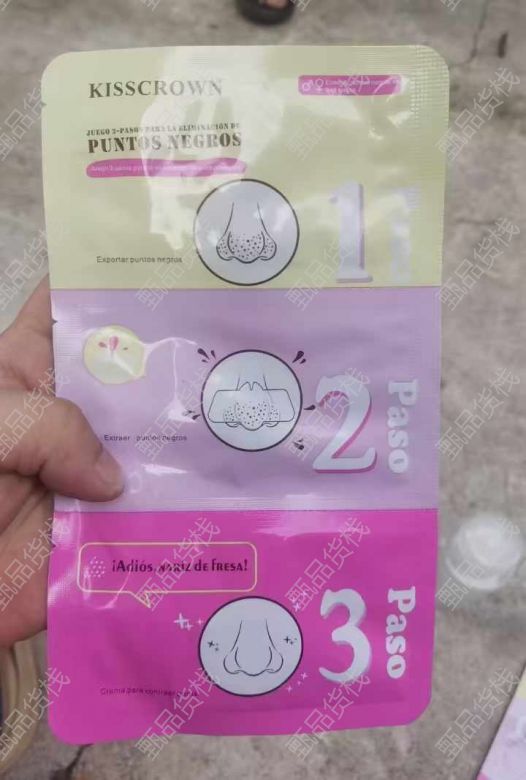 KISSCROWN
JUEGO 3-PASOS PARA LA ELIMINACIÓN DE
PUNTOS NEGROS
1
Exportar puntos negros
Paso
2
Extraer puntos negros
¡Adiós, NARIZ DE FRESA!
Paso
3
Crema para contraer
甄品货栈